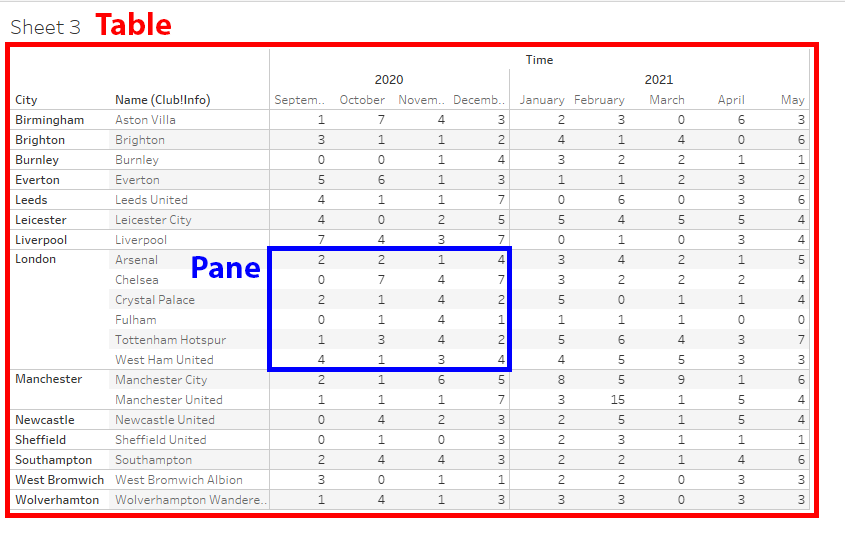 Sheet 3 Table
Time
2020 2021
City Name (Club!Info) Septem.. October Novem.. Decemb.. January February March April May
Birmingham Aston Villa 1 7 4 3 2 3 0 6 3
Brighton Brighton 3 1 1 2 4 1 4 0 6
Burnley Burnley 0 0 1 4 3 2 2 1 1
Everton Everton 5 6 1 3 1 1 2 3 2
Leeds Leeds United 4 1 1 7 0 6 0 3 6
Leicester Leicester City 4 0 2 5 5 4 5 5 4
Liverpool Liverpool 7 4 3 7 0 1 0 3 4
London Arsenal 2 2 1 4 3 4 2 1 5
Pane
Chelsea 0 7 4 7 3 2 2 2 4
Crystal Palace 2 1 4 2 5 0 1 1 4
Fulham 0 1 4 1 1 1 1 0 0
Tottenham Hotspur 1 3 4 2 5 6 4 3 7
West Ham United 4 1 3 4 4 5 5 3 3
Manchester Manchester City 2 1 6 5 8 5 9 1 6
Manchester United 1 1 1 7 3 15 1 5 4
Newcastle Newcastle United 0 4 2 3 2 5 1 5 4
Sheffield Sheffield United 0 1 0 3 2 3 1 1 1
Southampton Southampton 2 4 4 3 2 2 1 4 6
West Bromwich West Bromwich Albion 3 0 1 1 2 2 0 3 3
Wolverhamton Wolverhampton Wandere.. 1 4 1 3 3 3 0 3 3